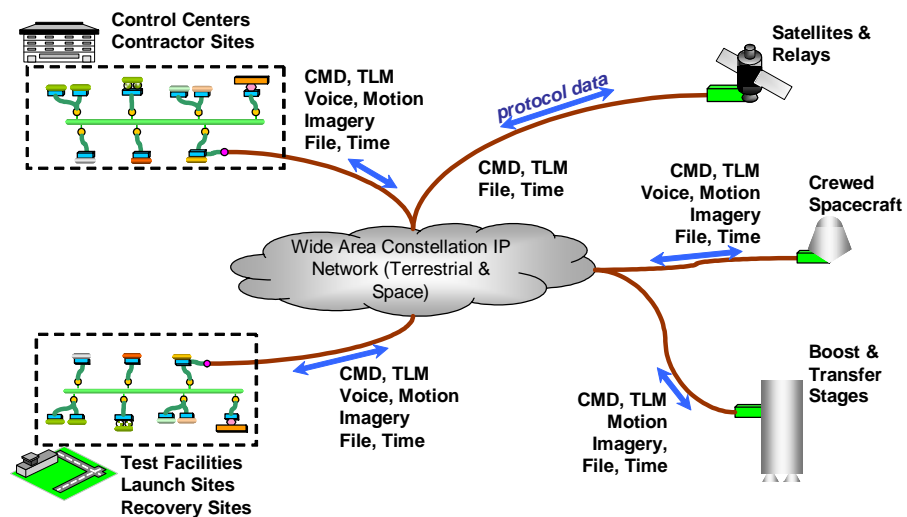 Control Centers
Contractor Sites
CMD, TLM
Voice, Motion
Imagery
File, Time
protocol data
CMD, TLM
File, Time
Satellites &
Relays
CMD, TLM
Voice, Motion
Imagery
File, Time
Crewed
Spacecraft
Wide Area Constellation IP
Network (Terrestrial &
Space)
CMD, TLM
Voice, Motion
Imagery
File, Time
CMD, TLM
Motion
Imagery,
File, Time
Boost &
Transfer
Stages
Test Facilities
Launch Sites
Recovery Sites